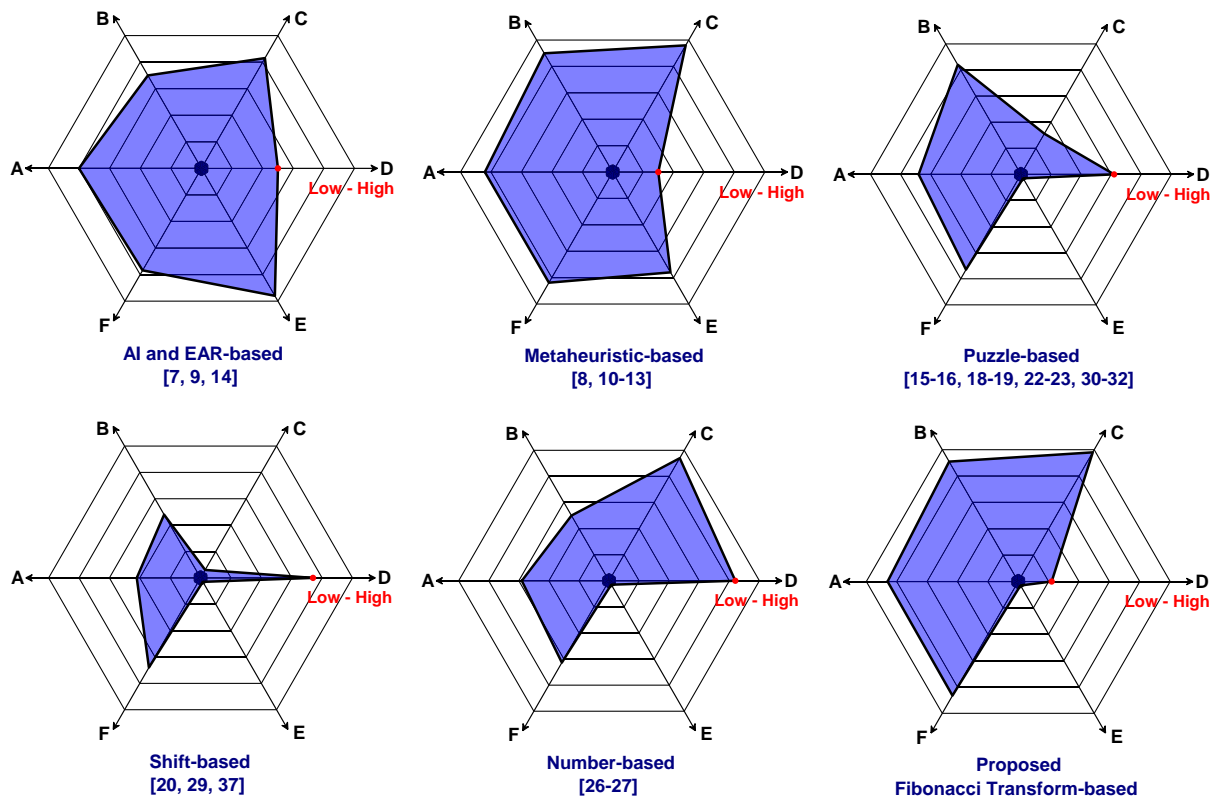 B C
A D
Low - High
F E
AI and EAR-based
[7, 9, 14]
B C
A D
Low - High
F E
Metaheuristic-based
[8, 10-13]
B C
A D
Low - High
F E
Puzzle-based
[15-16, 18-19, 22-23, 30-32]
B C
A D
Low - High
F E
Shift-based
[20, 29, 37]
B C
A D
Low - High
F E
Number-based
[26-27]
B C
A D
Low - High
F E
Proposed
Fibonacci Transform-based